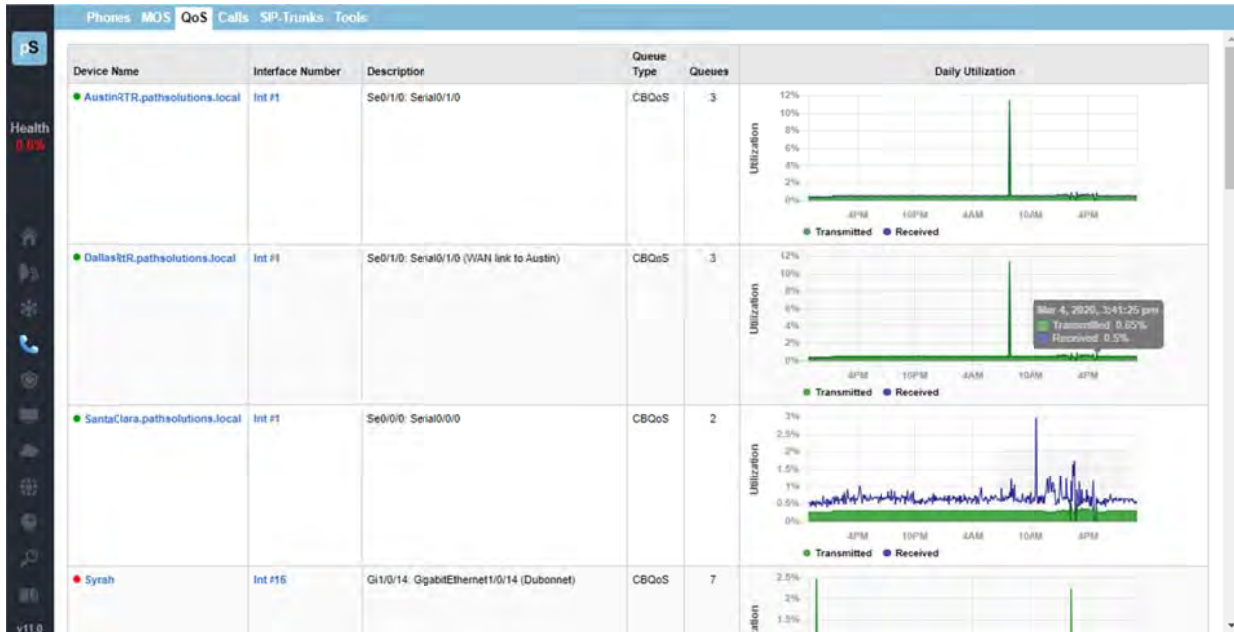 Phones MOS QoS Calls SIP-Trunks Tools
pS
Health
0.6%
v11.0
Device Name Interface Number Description Queue Type Queues Daily Utilization
AustinRTR.pathsolutions.local Int #1 Se0/1/0: Serial0/1/0 CBQoS 3
Utilization
12%
10%
8%
6%
4%
2%
0%
4PM 10PM 4AM 10AM 4PM
Transmitted Received
DallasRtR.pathsolutions.local Int #1 Se0/1/0: Serial0/1/0 (WAN link to Austin) CBQoS 3
Utilization
12%
10%
8%
6%
4%
2%
0%
Mar 4, 2020, 3:41:25 pm
Transmitted 0.65%
Received 0.5%
4PM 10PM 4AM 10AM 4PM
Transmitted Received
SantaClara.pathsolutions.local Int #1 Se0/0/0: Serial0/0/0 CBQoS 2
Utilization
3%
2.5%
2%
1.5%
1%
0.5%
0%
4PM 10PM 4AM 10AM 4PM
Transmitted Received
Syrah Int #16 Gi1/0/14: GigabitEthernet1/0/14 (Dubonnet) CBQoS 7
2.5%
2%
1.5%